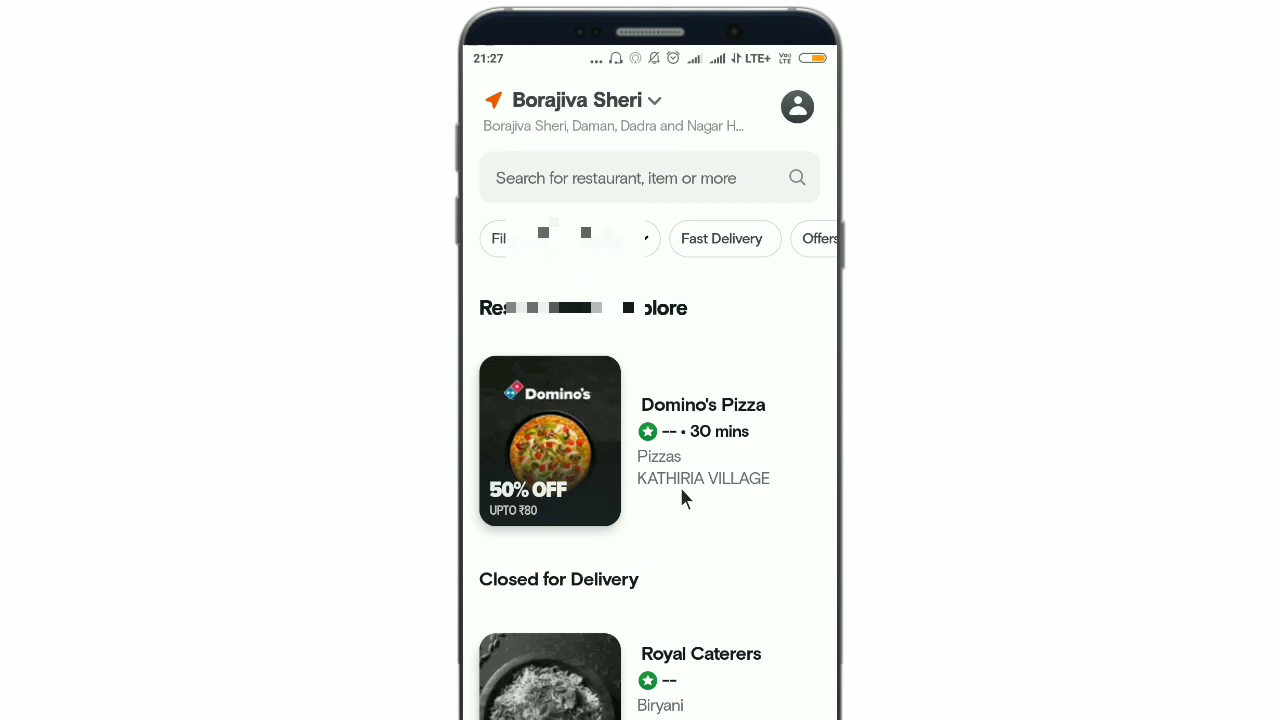 21:27
LTE+
Vo
LTE
Borajiva Sheri
Borajiva Sheri, Daman, Dadra and Nagar H...
Search for restaurant, item or more
Fast Delivery
Offers
Domino's
50% OFF
UPTO ₹80
Domino's Pizza
-- • 30 mins
Pizzas
KATHIRIA VILLAGE
Closed for Delivery
Royal Caterers
--
Biryani